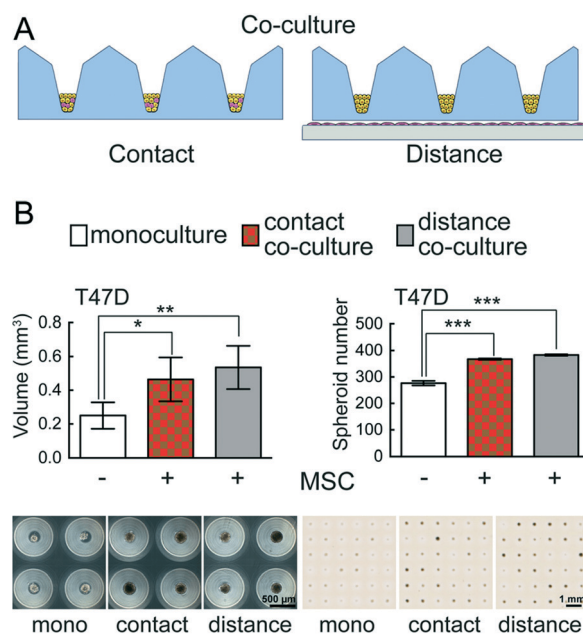 A
Co-culture
Contact
Distance
B
monoculture
contact
co-culture
distance
co-culture
T47D
**
*
Volume (mm³)
0.8
0.6
0.4
0.2
0.0
-
+
+
MSC
T47D
***
***
Spheroid number
500
400
300
200
100
0
-
+
+
500 µm
mono
contact
distance
1 mm
mono
contact
distance